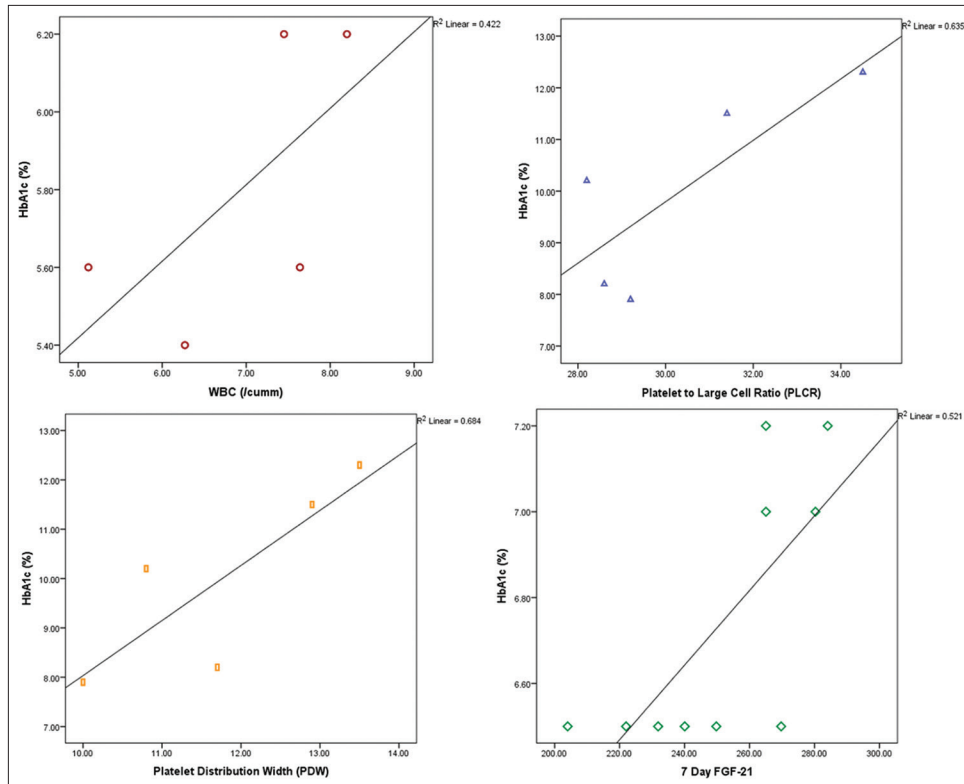 R² Linear = 0.422
6.20
6.00
5.80
5.60
5.40
HbA1c (%)
5.00 6.00 7.00 8.00 9.00
WBC (/cumm)
R² Linear = 0.635
13.00
12.00
11.00
10.00
9.00
8.00
7.00
HbA1c (%)
28.00 30.00 32.00 34.00
Platelet to Large Cell Ratio (PLCR)
R² Linear = 0.684
13.00
12.00
11.00
10.00
9.00
8.00
7.00
HbA1c (%)
10.00 11.00 12.00 13.00 14.00
Platelet Distribution Width (PDW)
R² Linear = 0.521
7.20
7.00
6.80
6.60
HbA1c (%)
200.00 220.00 240.00 260.00 280.00 300.00
7 Day FGF-21